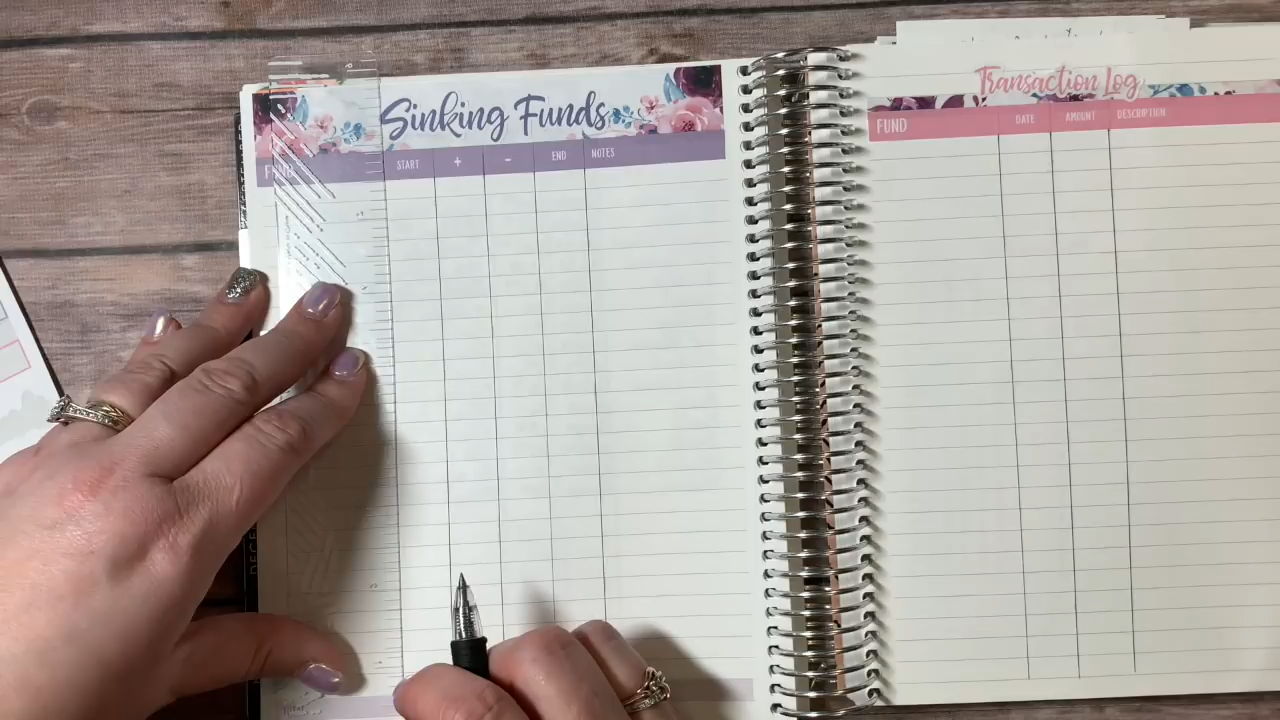 Sinking Funds
FUND START + - END NOTES
Transaction Log
FUND DATE AMOUNT DESCRIPTION